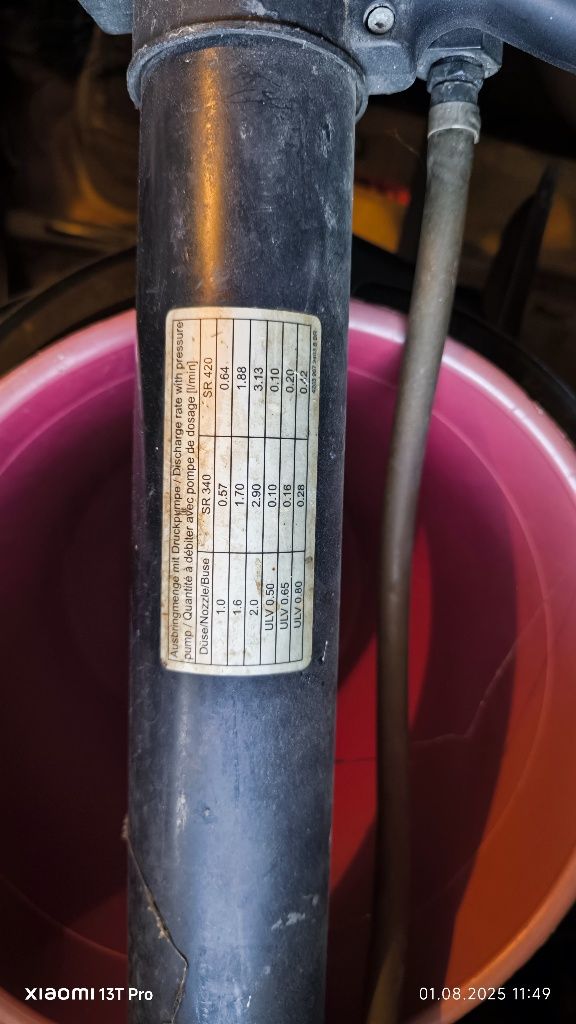 Ausbringmenge mit Druckpumpe / Discharge rate with pressure
pump / Quantité à débiter avec pompe de dosage [l/min]
Düse/Nozzle/Buse SR 340 SR 420
1.0 0.57 0.64
1.6 1.70 1.88
2.0 2.90 3.13
ULV 0.50 0.10 0.10
ULV 0.65 0.16 0.20
ULV 0.80 0.28 0.42
XIAOMI 13T Pro
01.08.2025 11:49